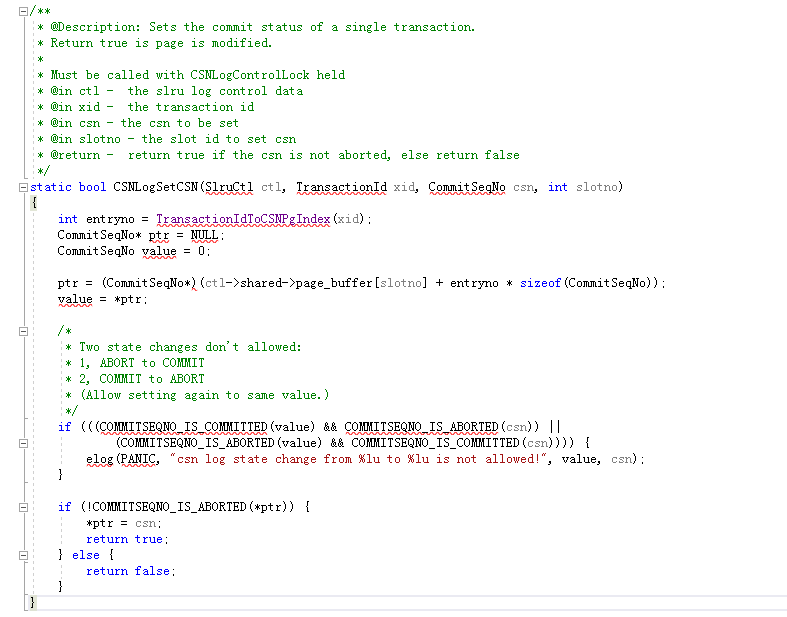 /**
 * @Description: Sets the commit status of a single transaction.
 * Return true is page is modified.
 *
 * Must be called with CSNLogControlLock held
 * @in ctl -  the slru log control data
 * @in xid -  the transaction id
 * @in csn - the csn to be set
 * @in slotno - the slot id to set csn
 * @return -  return true if the csn is not aborted, else return false
 */
static bool CSNLogSetCSN(SlruCtl ctl, TransactionId xid, CommitSeqNo csn, int slotno)
{
    int entryno = TransactionIdToCSNPgIndex(xid);
    CommitSeqNo* ptr = NULL;
    CommitSeqNo value = 0;

    ptr = (CommitSeqNo*)(ctl->shared->page_buffer[slotno] + entryno * sizeof(CommitSeqNo));
    value = *ptr;

    /*
     * Two state changes don't allowed:
     * 1, ABORT to COMMIT
     * 2, COMMIT to ABORT
     * (Allow setting again to same value.)
     */
    if (((COMMITSEQNO_IS_COMMITTED(value) && COMMITSEQNO_IS_ABORTED(csn)) ||
            (COMMITSEQNO_IS_ABORTED(value) && COMMITSEQNO_IS_COMMITTED(csn)))) {
        elog(PANIC, "csn log state change from %lu to %lu is not allowed!", value, csn);
    }

    if (!COMMITSEQNO_IS_ABORTED(*ptr)) {
        *ptr = csn;
        return true;
    } else {
        return false;
    }
}